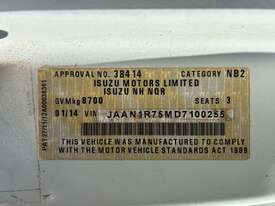 APPROVAL NO. 38414 CATEGORY NB2
ISUZU MOTORS LIMITED
ISUZU NH NQR
GVMkg 8700 SEATS 3
01/14 VIN JAAN1R75MD7100255
THIS VEHICLE WAS MANUFACTURED TO COMPLY
WITH THE MOTOR VEHICLE STANDARDS ACT 1989